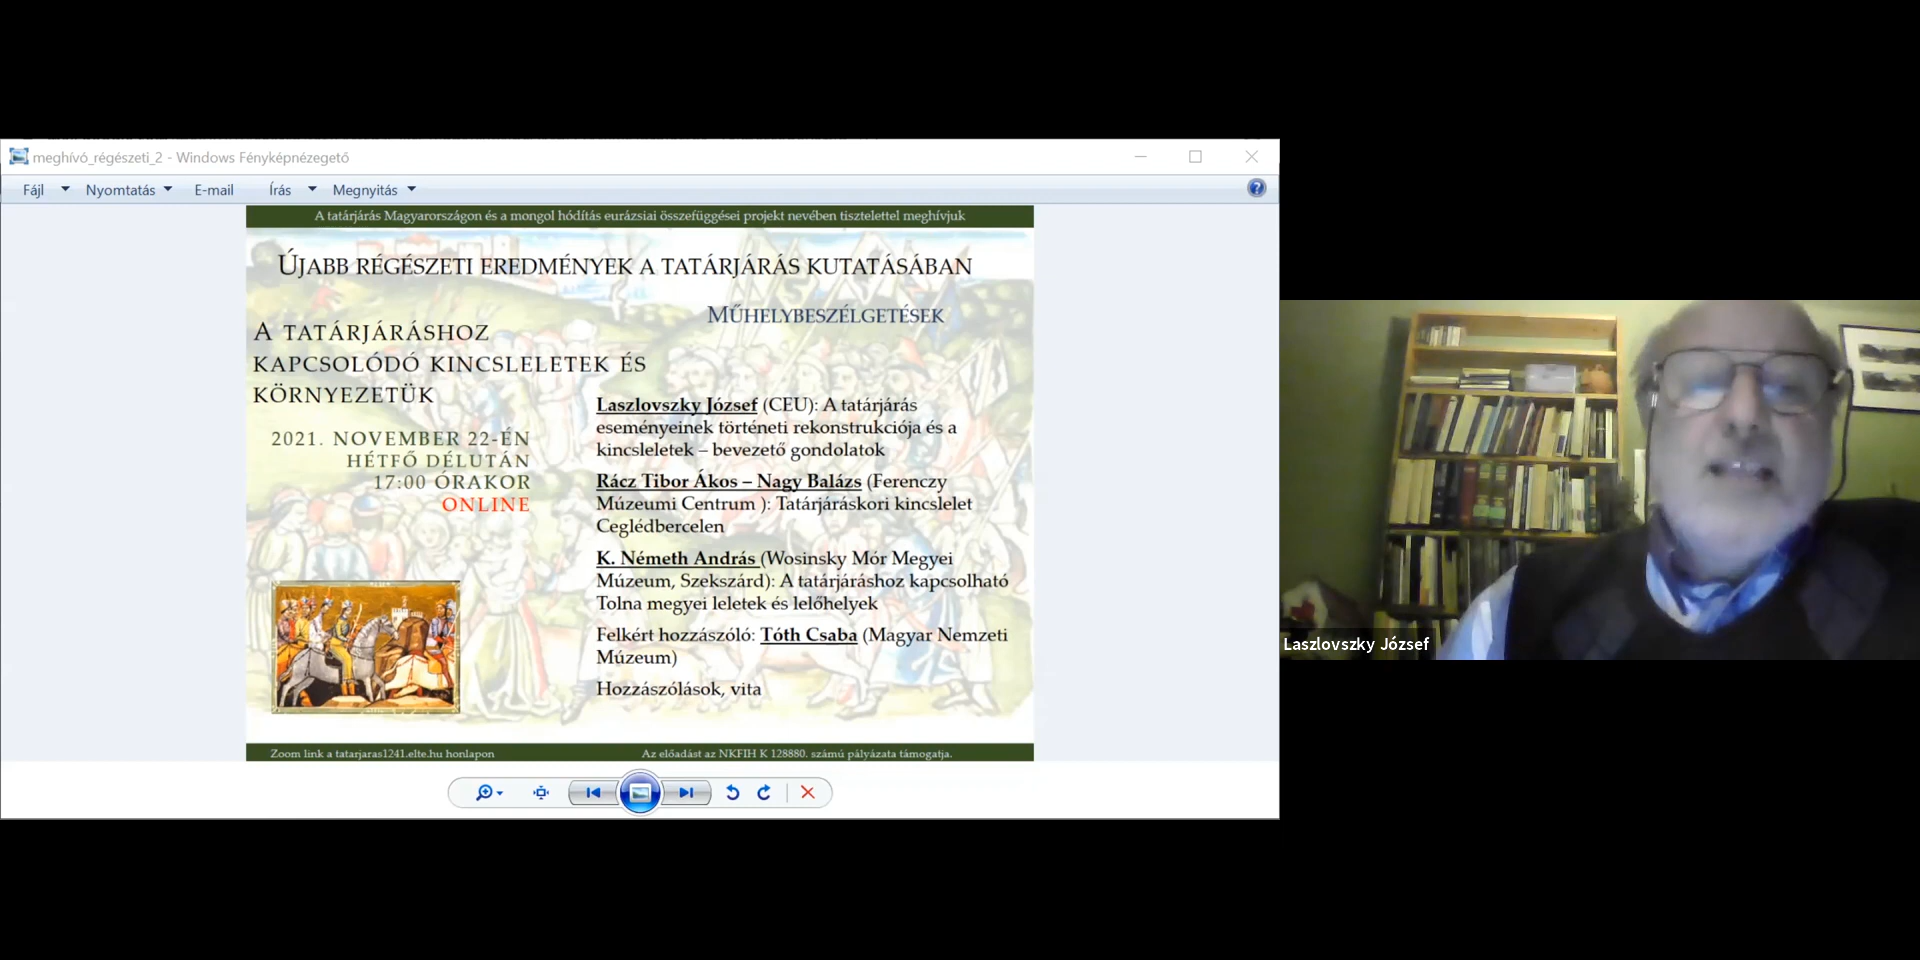 meghívó_régészeti_2 - Windows Fényképnézegető
Fájl Nyomtatás E-mail Írás Megnyitás
A tatárjárás Magyarországon és a mongol hódítás eurázsiai összefüggései projekt nevében tisztelettel meghívjuk
ÚJABB RÉGÉSZETI EREDMÉNYEK A TATÁRJÁRÁS KUTATÁSÁBAN
MŰHELYBESZÉLGETÉSEK
A TATÁRJÁRÁSHOZ
KAPCSOLÓDÓ KINCSLELETEK ÉS
KÖRNYEZETÜK
2021. NOVEMBER 22-ÉN
HÉTFŐ DÉLUTÁN
17:00 ÓRAKOR
ONLINE
Laszlovszky József (CEU): A tatárjárás
eseményeinek történeti rekonstrukciója és a
kincsleletek – bevezető gondolatok
Rácz Tibor Ákos – Nagy Balázs (Ferenczy
Múzeumi Centrum ): Tatárjáráskori kincslelet
Ceglédbercelen
K. Németh András (Wosinsky Mór Megyei
Múzeum, Szekszárd): A tatárjáráshoz kapcsolható
Tolna megyei leletek és lelőhelyek
Felkért hozzászóló: Tóth Csaba (Magyar Nemzeti
Múzeum)
Hozzászólások, vita
Zoom link a tatarjaras1241.elte.hu honlapon
Az előadást az NKFIH K 128880. számú pályázata támogatja.
Laszlovszky József